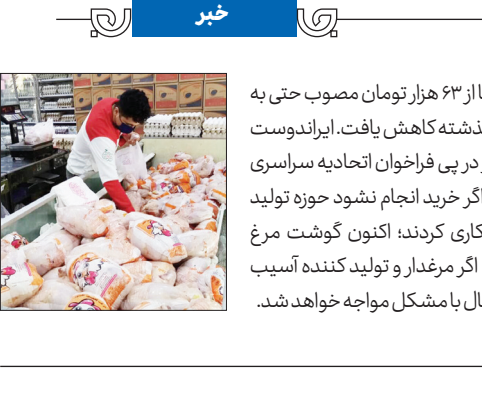 خبر
ا از ۶۳ هزار تومان مصوب حتی به
ذشته کاهش یافت. ایراندوست
ر در پی فراخوان اتحادیه سراسری
اگر خرید انجام نشود حوزه تولید
کاری کردند؛ اکنون گوشت مرغ
اگر مرغدار و تولید کننده آسیب
ال با مشکل مواجه خواهد شد.